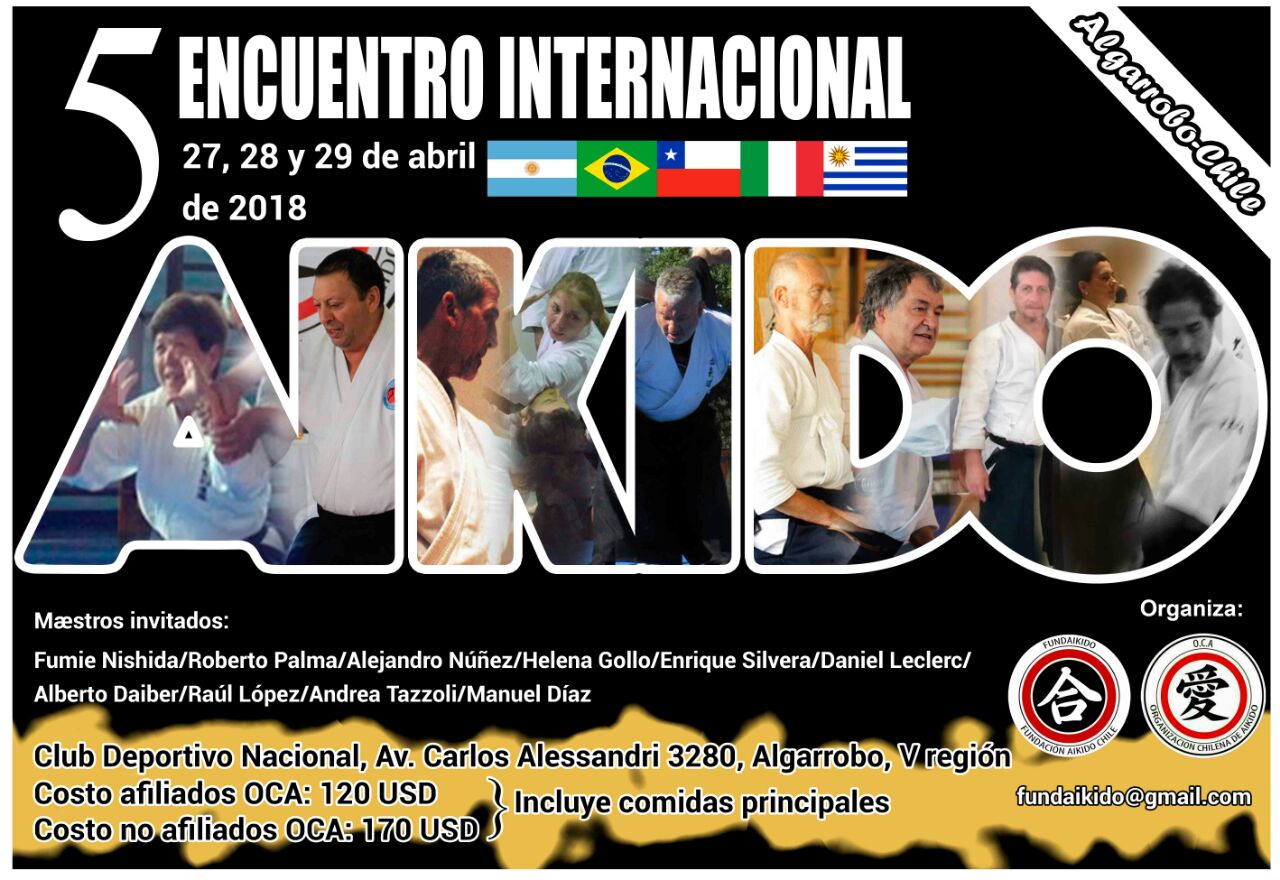 5 ENCUENTRO INTERNACIONAL
Algarrobo-Chile
27, 28 y 29 de abril
de 2018
AIKIDO
Mæstros invitados:
Fumie Nishida/Roberto Palma/Alejandro Núñez/Helena Gollo/Enrique Silvera/Daniel Leclerc/
Alberto Daiber/Raúl López/Andrea Tazzoli/Manuel Díaz
Organiza:
FUNDAIKIDO
合
FUNDACIÓN AIKIDO CHILE
O.C.A
愛
ORGANIZACIÓN CHILENA DE AIKIDO
Club Deportivo Nacional, Av. Carlos Alessandri 3280, Algarrobo, V región
Costo afiliados OCA: 120 USD
Costo no afiliados OCA: 170 USD
Incluye comidas principales
fundaikido@gmail.com